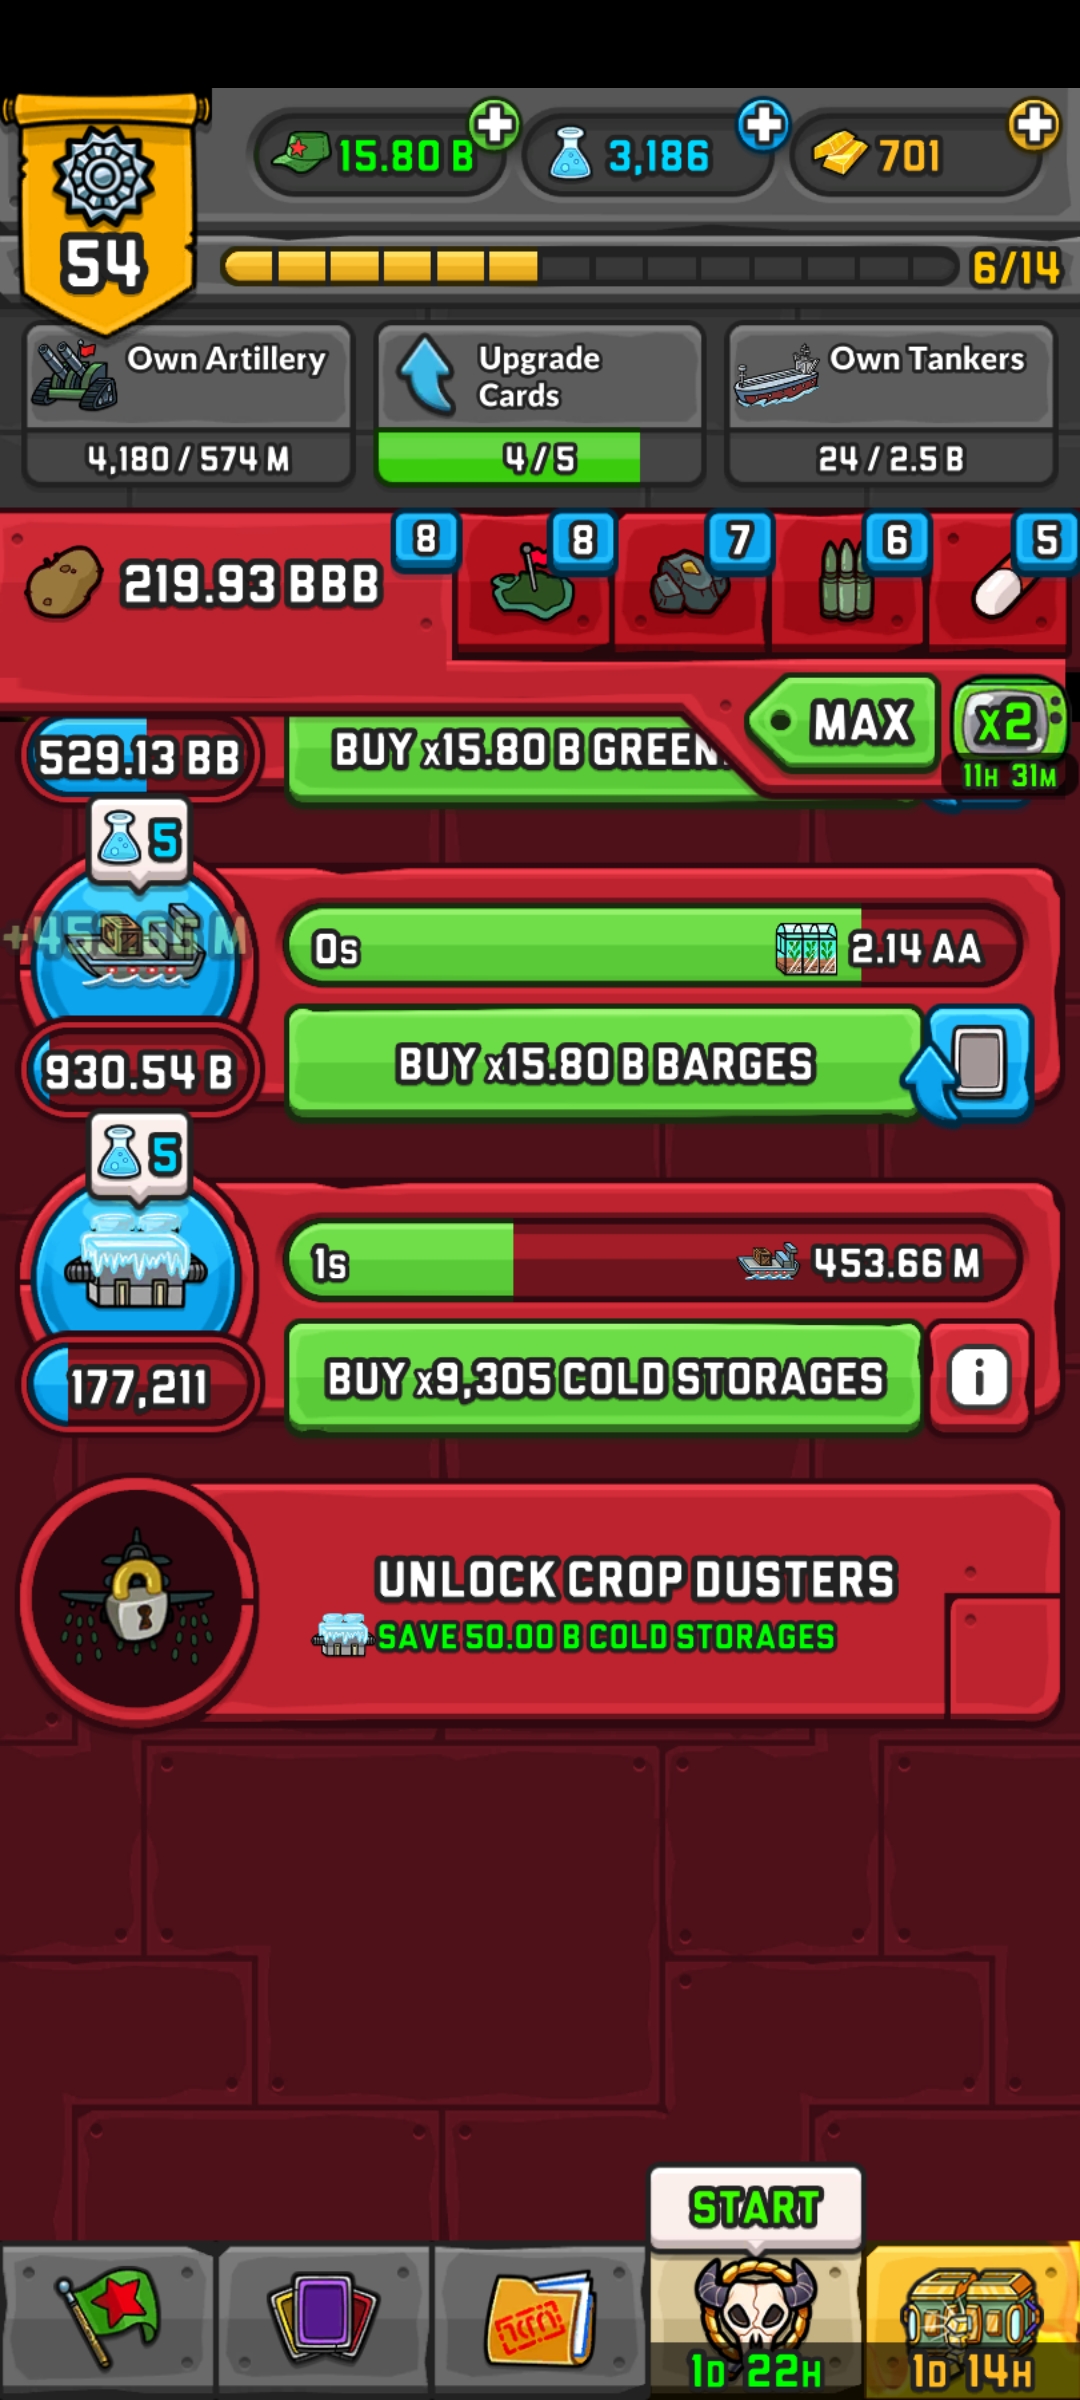 15.80 B
3,186
701
54
6/14
Own Artillery
Upgrade
Cards
Own Tankers
4,180 / 574 M
4 / 5
24 / 2.5 B
219.93 BBB
8
8
7
6
5
MAX
x2
11H 31M
529.13 BB
BUY x15.80 B GREEN
5
+453.66 M
0s
2.14 AA
930.54 B
BUY x15.80 B BARGES
5
1s
453.66 M
177,211
BUY x9,305 COLD STORAGES
i
UNLOCK CROP DUSTERS
SAVE 50.00 B COLD STORAGES
START
1D 22H
1D 14H